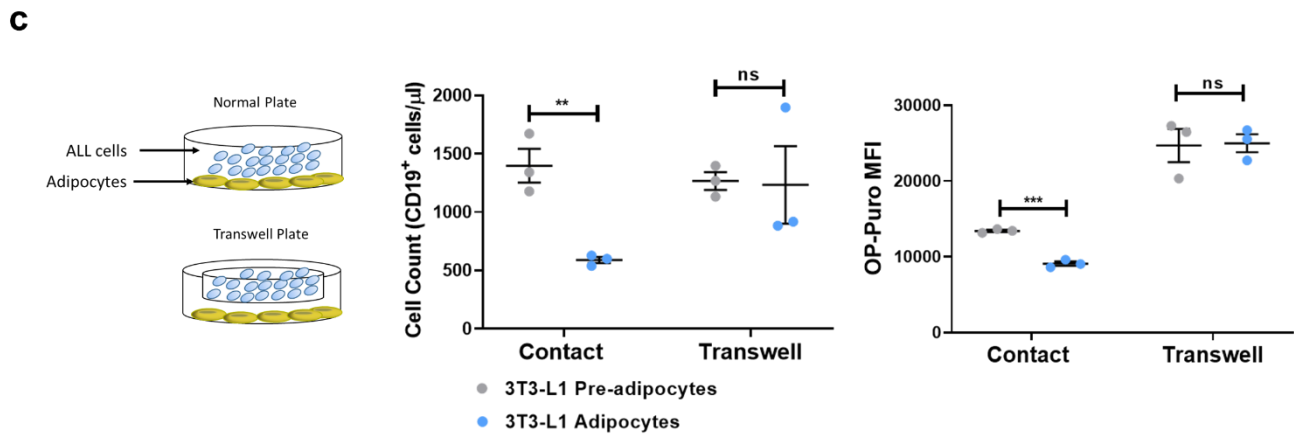 c
Normal Plate
ALL cells
Adipocytes
Transwell Plate
Cell Count (CD19⁺ cells/µl)
2000
1500
1000
500
0
**
ns
Contact
Transwell
OP-Puro MFI
30000
20000
10000
0
***
ns
Contact
Transwell
3T3-L1 Pre-adipocytes
3T3-L1 Adipocytes